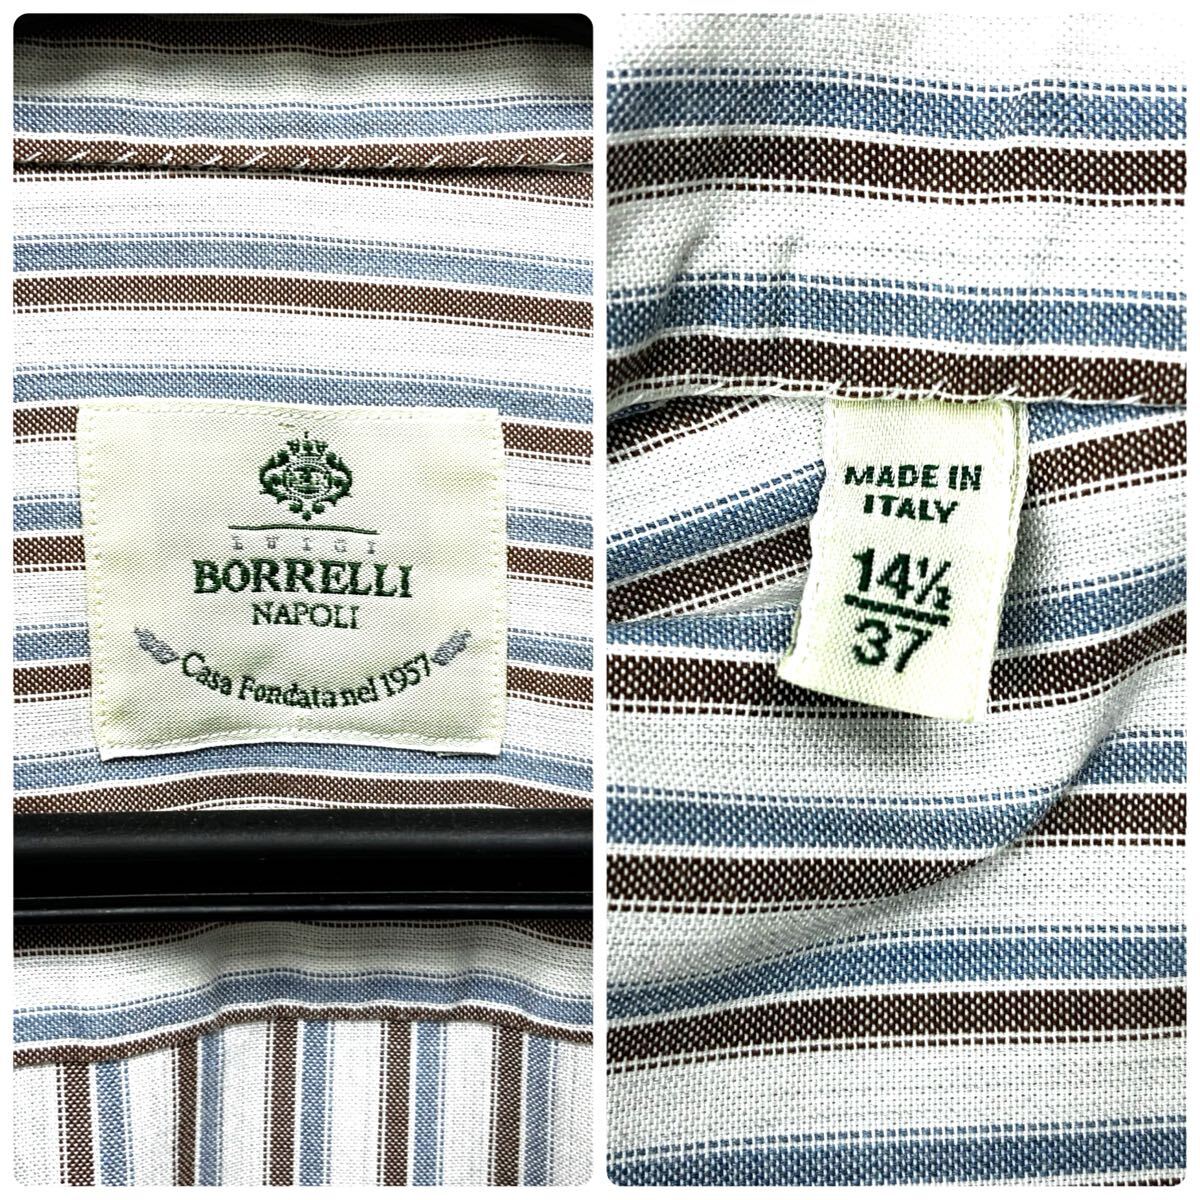 LUIGI
BORRELLI
NAPOLI
Casa Fondata nel 1957
MADE IN
ITALY
14½
37